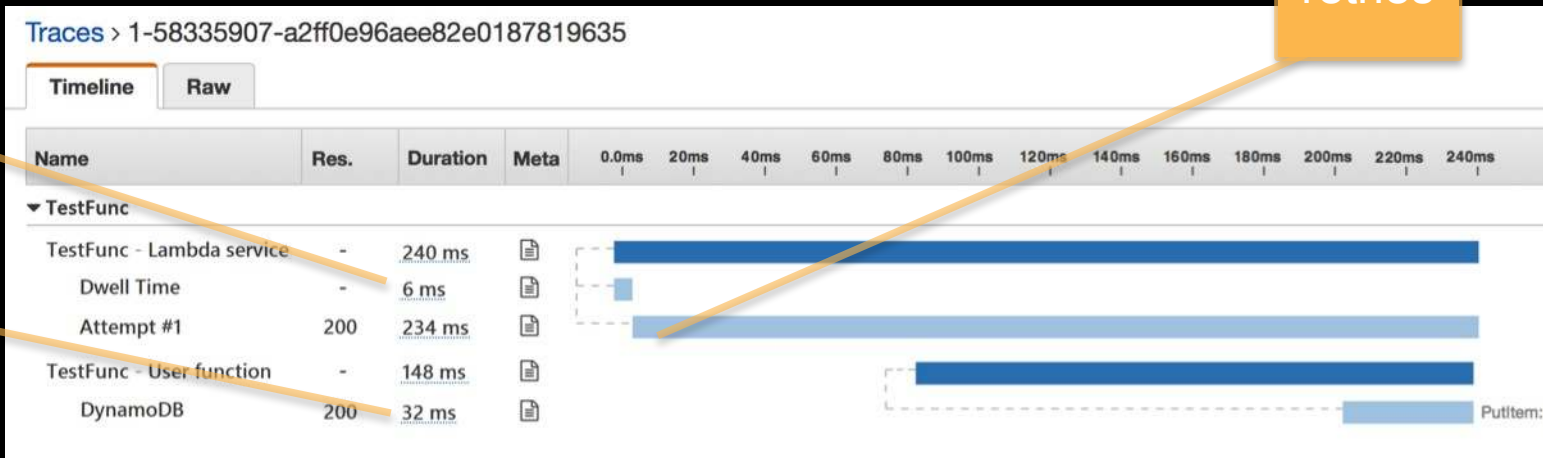 Traces > 1-58335907-a2ff0e96aee82e0187819635
Timeline Raw
Name Res. Duration Meta 0.0ms 20ms 40ms 60ms 80ms 100ms 120ms 140ms 160ms 180ms 200ms 220ms 240ms
TestFunc
TestFunc - Lambda service - 240 ms
Dwell Time - 6 ms
Attempt #1 200 234 ms
TestFunc - User function - 148 ms
DynamoDB 200 32 ms PutItem: